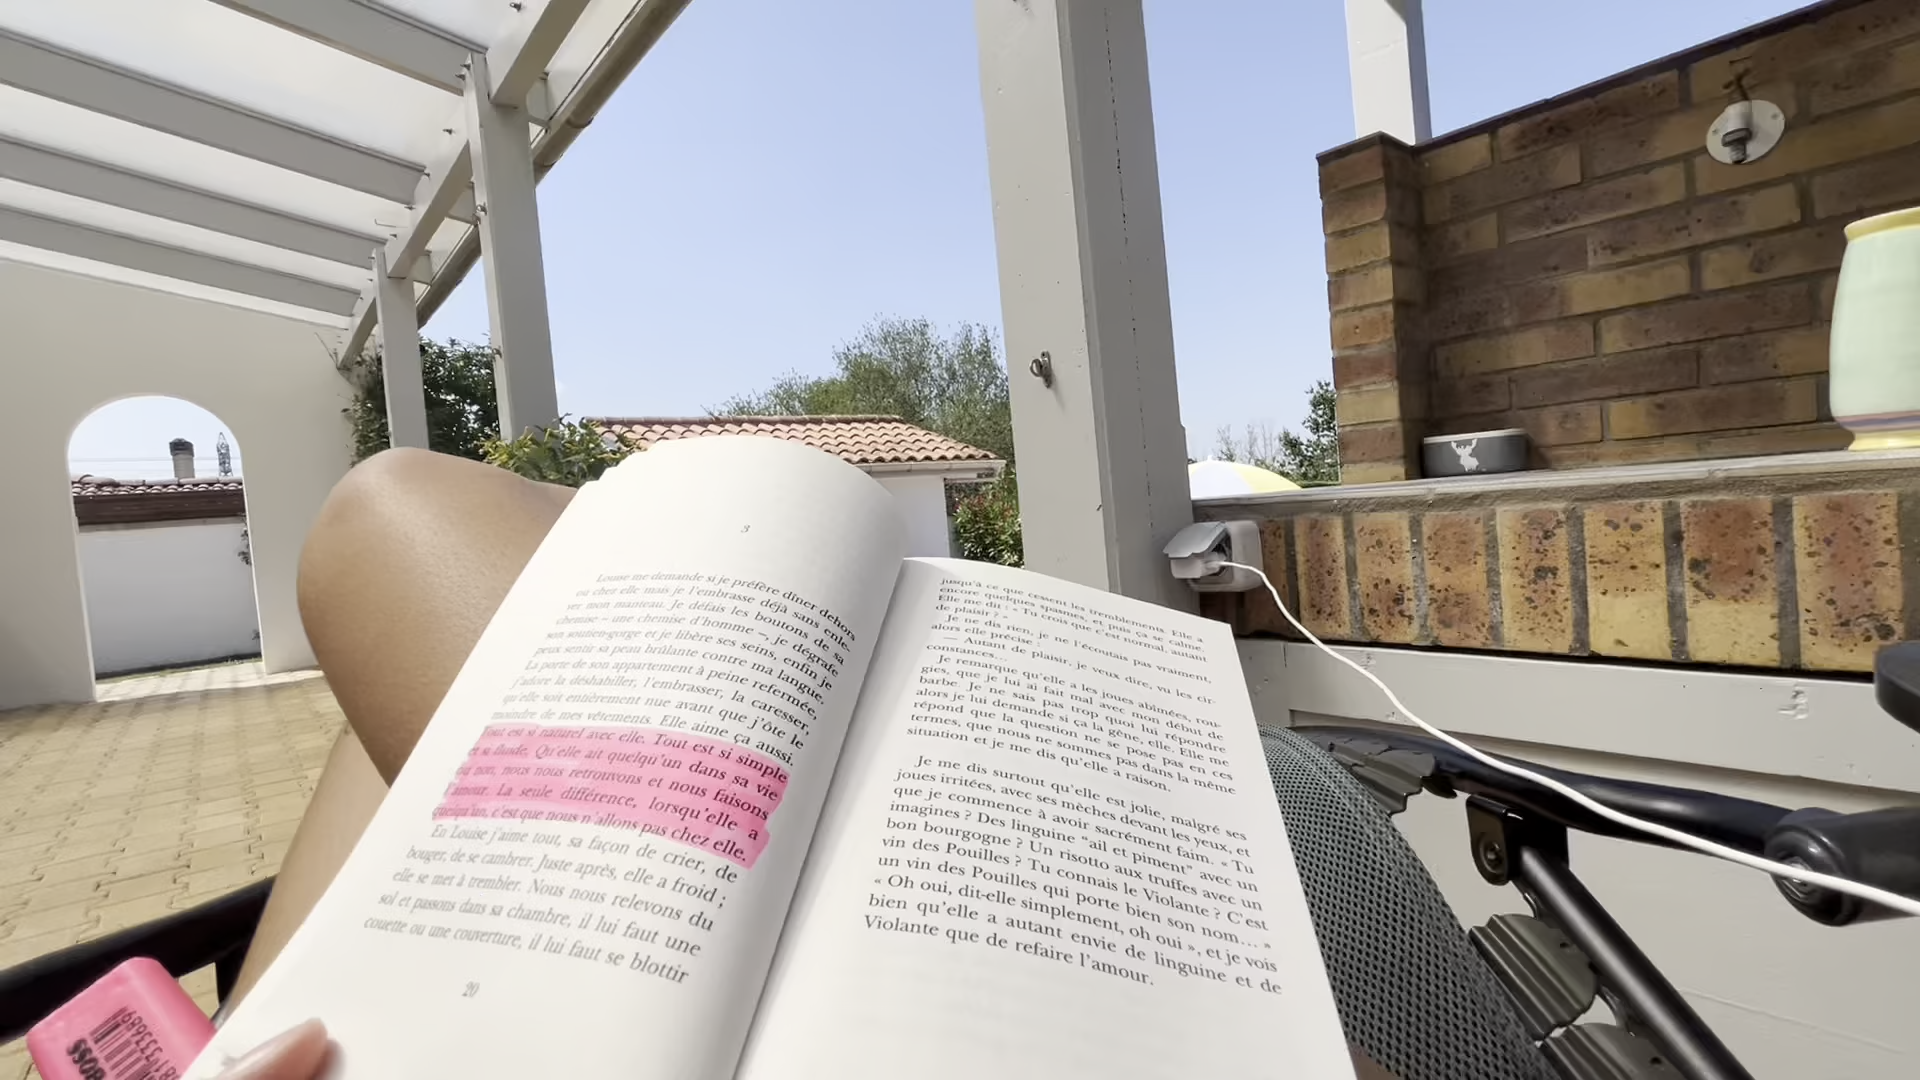 3
Louise me demande si je préfère dîner dehors
ou chez elle mais je l'embrasse déjà sans enle-
ver mon manteau. Je défais les boutons de sa
chemise – une chemise d'homme –, je dégrafe
son soutien-gorge et je libère ses seins, enfin je
peux sentir sa peau brûlante contre ma langue.
La porte de son appartement à peine refermée,
j'adore la déshabiller, l'embrasser, la caresser,
qu'elle soit entièrement nue avant que j'ôte le
moindre de mes vêtements. Elle aime ça aussi.
Tout est si naturel avec elle. Tout est si simple
et si fluide. Qu'elle ait quelqu'un dans sa vie
ou non, nous nous retrouvons et nous faisons
l'amour. La seule différence, lorsqu'elle a
quelqu'un, c'est que nous n'allons pas chez elle.
En Louise j'aime tout, sa façon de crier, de
bouger, de se cambrer. Juste après, elle a froid ;
elle se met à trembler. Nous nous relevons du
sol et passons dans sa chambre, il lui faut une
couette ou une couverture, il lui faut se blottir
20
jusqu'à ce que cessent les tremblements. Elle a
encore quelques spasmes, et puis ça se calme.
Elle me dit : « Tu crois que c'est normal, autant
de plaisir ? »
Je ne dis rien, je ne l'écoutais pas vraiment,
alors elle précise :
— Autant de plaisir, je veux dire, vu les cir-
constances…
Je remarque qu'elle a les joues abîmées, rou-
gies, que je lui ai fait mal avec mon début de
barbe. Je ne sais pas trop quoi lui répondre
alors je lui demande si ça la gêne, elle. Elle me
répond que la question ne se pose pas en ces
termes, que nous ne sommes pas dans la même
situation et je me dis qu'elle a raison.
Je me dis surtout qu'elle est jolie, malgré ses
joues irritées, avec ses mèches devant les yeux, et
que je commence à avoir sacrément faim. « Tu
imagines ? Des linguine "ail et piment" avec un
bon bourgogne ? Un risotto aux truffes avec un
vin des Pouilles ? Tu connais le Violante ? C'est
un vin des Pouilles qui porte bien son nom… »
« Oh oui, dit-elle simplement, oh oui », et je vois
bien qu'elle a autant envie de linguine et de
Violante que de refaire l'amour.
BOSS